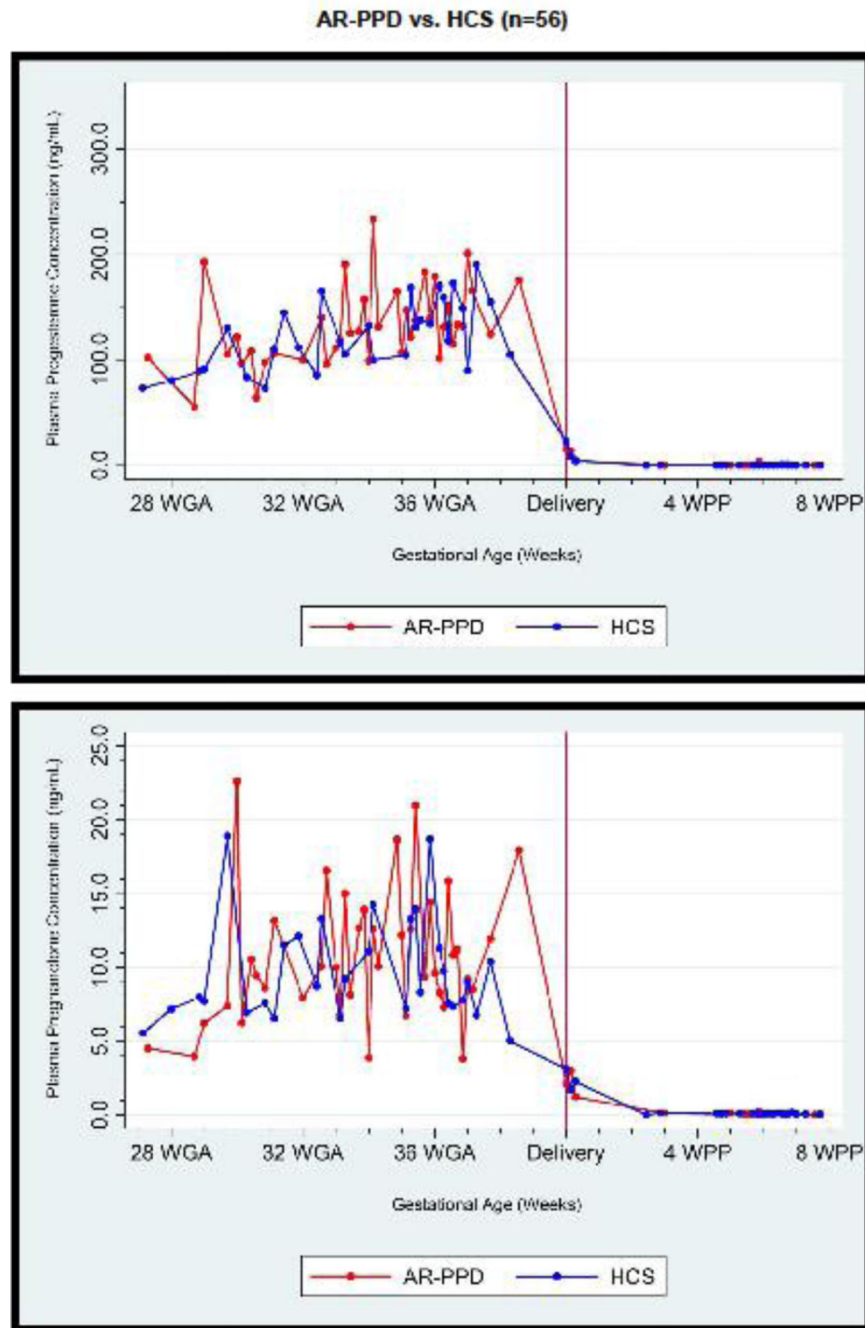 AR-PPD vs. HCS (n=56)
Plasma Progesterone Concentration (ng/mL)
300.0
200.0
100.0
0.0
28 WGA
32 WGA
36 WGA
Delivery
4 WPP
8 WPP
Gestational Age (Weeks)
AR-PPD
HCS
Plasma Pregnanolone Concentration (ng/mL)
25.0
20.0
15.0
10.0
5.0
0.0
28 WGA
32 WGA
36 WGA
Delivery
4 WPP
8 WPP
Gestational Age (Weeks)
AR-PPD
HCS